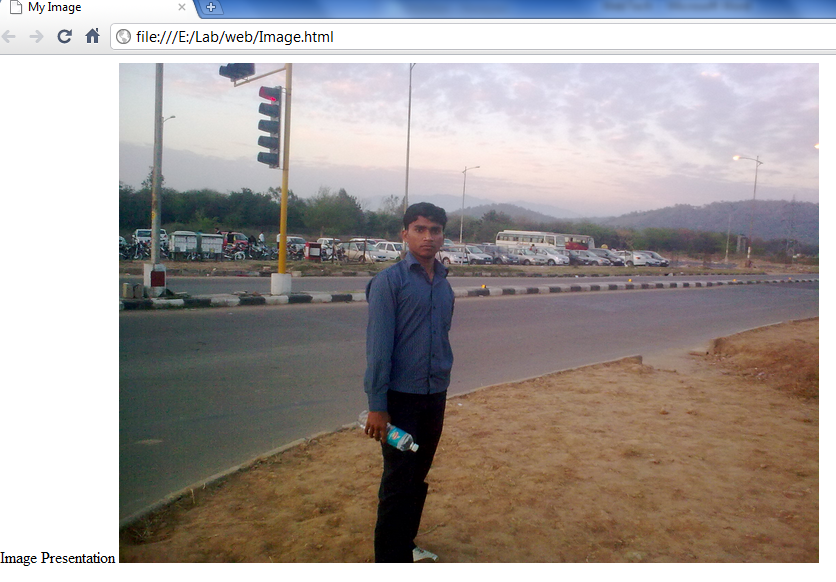 My Image
file:///E:/Lab/web/Image.html
Image Presentation